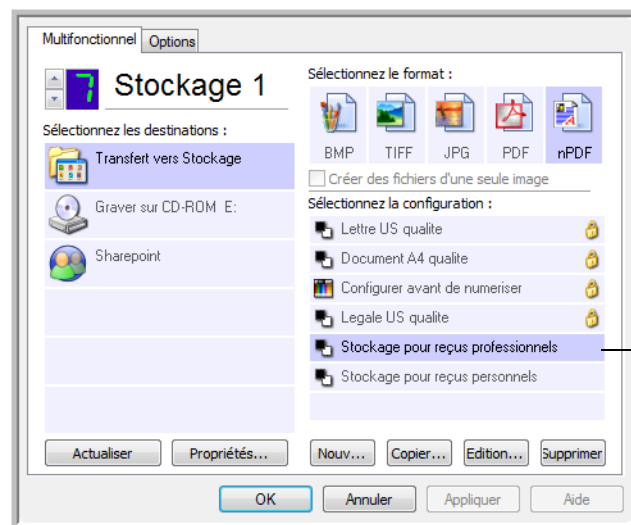 Multifonctionnel
Options
7
Stockage 1
Sélectionnez les destinations :
Transfert vers Stockage
Graver sur CD-ROM E:
Sharepoint
Actualiser
Propriétés...
Sélectionnez le format :
BMP
TIFF
JPG
PDF
nPDF
Créer des fichiers d'une seule image
Sélectionnez la configuration :
Lettre US qualite
Document A4 qualite
Configurer avant de numeriser
Legale US qualite
Stockage pour reçus professionnels
Stockage pour reçus personnels
Nouv...
Copier...
Edition...
Supprimer
OK
Annuler
Appliquer
Aide